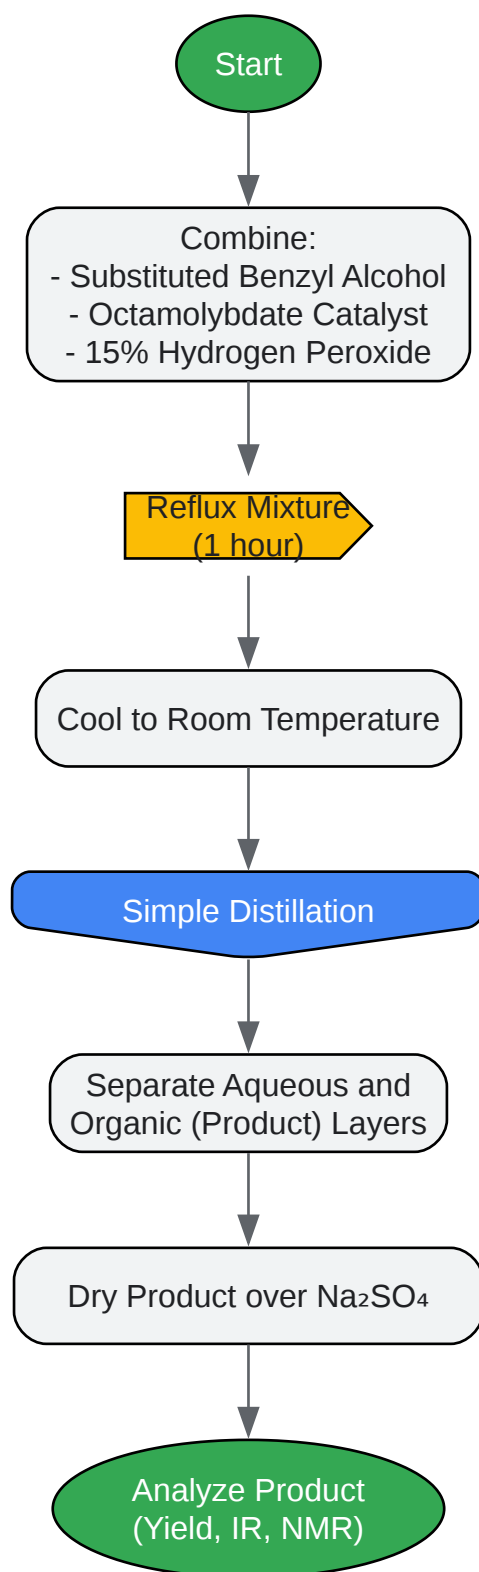 Start
Combine:
- Substituted Benzyl Alcohol
- Octamolybdate Catalyst
- 15% Hydrogen Peroxide
Reflux Mixture
(1 hour)
Cool to Room Temperature
Simple Distillation
Separate Aqueous and
Organic (Product) Layers
Dry Product over Na₂SO₄
Analyze Product
(Yield, IR, NMR)